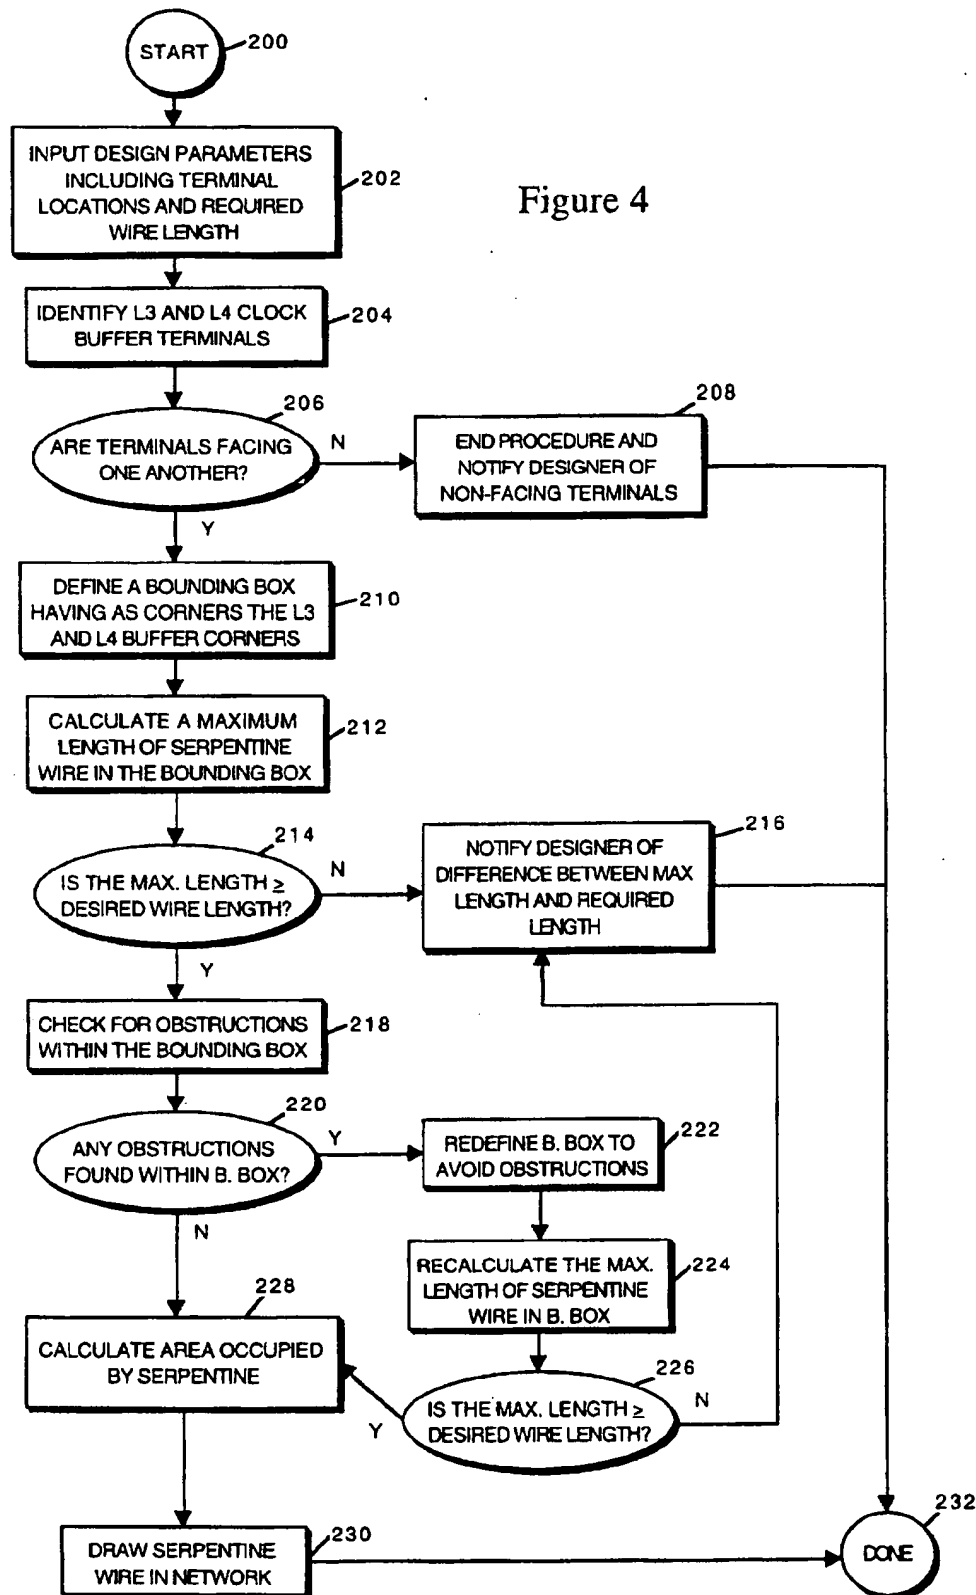 START
200
INPUT DESIGN PARAMETERS
INCLUDING TERMINAL
LOCATIONS AND REQUIRED
WIRE LENGTH
202
Figure 4
IDENTIFY L3 AND L4 CLOCK
BUFFER TERMINALS
204
206
ARE TERMINALS FACING
ONE ANOTHER?
N
Y
208
END PROCEDURE AND
NOTIFY DESIGNER OF
NON-FACING TERMINALS
DEFINE A BOUNDING BOX
HAVING AS CORNERS THE L3
AND L4 BUFFER CORNERS
210
CALCULATE A MAXIMUM
LENGTH OF SERPENTINE
WIRE IN THE BOUNDING BOX
212
214
IS THE MAX. LENGTH ≥
DESIRED WIRE LENGTH?
N
Y
216
NOTIFY DESIGNER OF
DIFFERENCE BETWEEN MAX
LENGTH AND REQUIRED
LENGTH
CHECK FOR OBSTRUCTIONS
WITHIN THE BOUNDING BOX
218
220
ANY OBSTRUCTIONS
FOUND WITHIN B. BOX?
Y
N
REDEFINE B. BOX TO
AVOID OBSTRUCTIONS
222
RECALCULATE THE MAX.
LENGTH OF SERPENTINE
WIRE IN B. BOX
224
226
IS THE MAX. LENGTH ≥
DESIRED WIRE LENGTH?
N
Y
228
CALCULATE AREA OCCUPIED
BY SERPENTINE
DRAW SERPENTINE
WIRE IN NETWORK
230
232
DONE